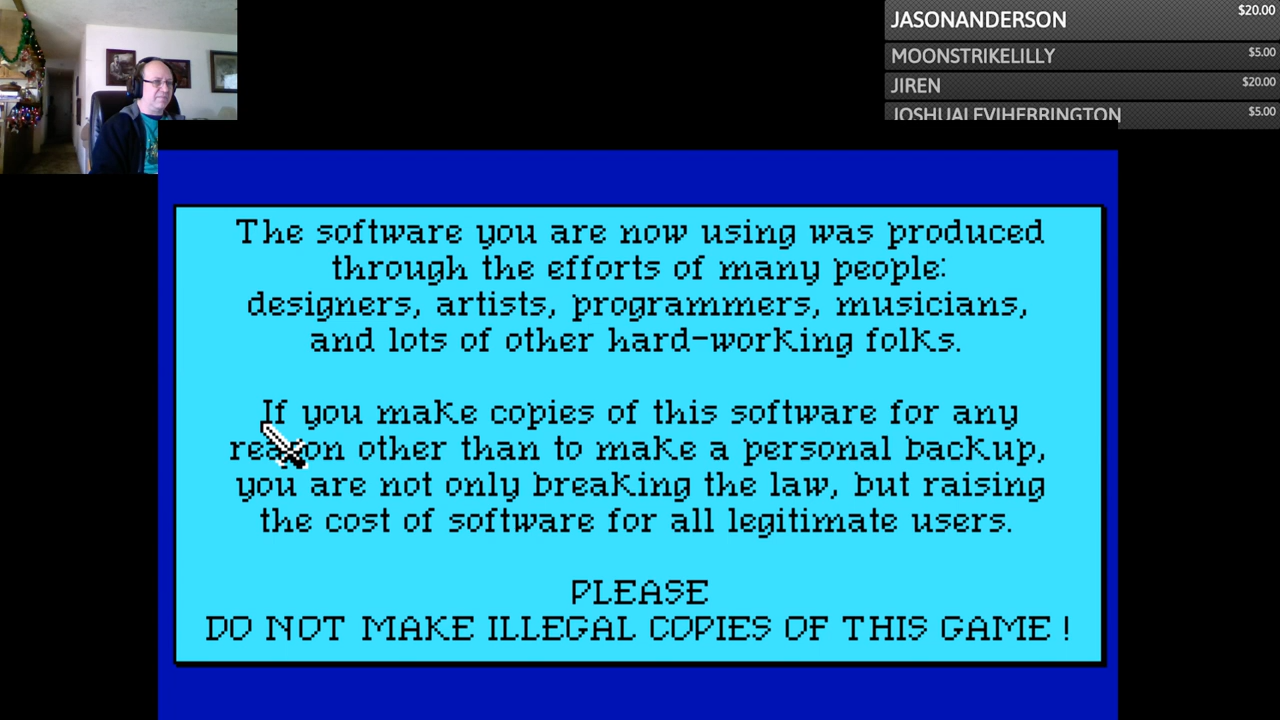 JASONANDERSON $20.00
MOONSTRIKELILLY $5.00
JIREN $20.00
JOSHUALEVIHERRINGTON $5.00
The software you are now using was produced
through the efforts of many people:
designers, artists, programmers, musicians,
and lots of other hard-working folks.
If you make copies of this software for any
reason other than to make a personal backup,
you are not only breaking the law, but raising
the cost of software for all legitimate users.
PLEASE
DO NOT MAKE ILLEGAL COPIES OF THIS GAME !